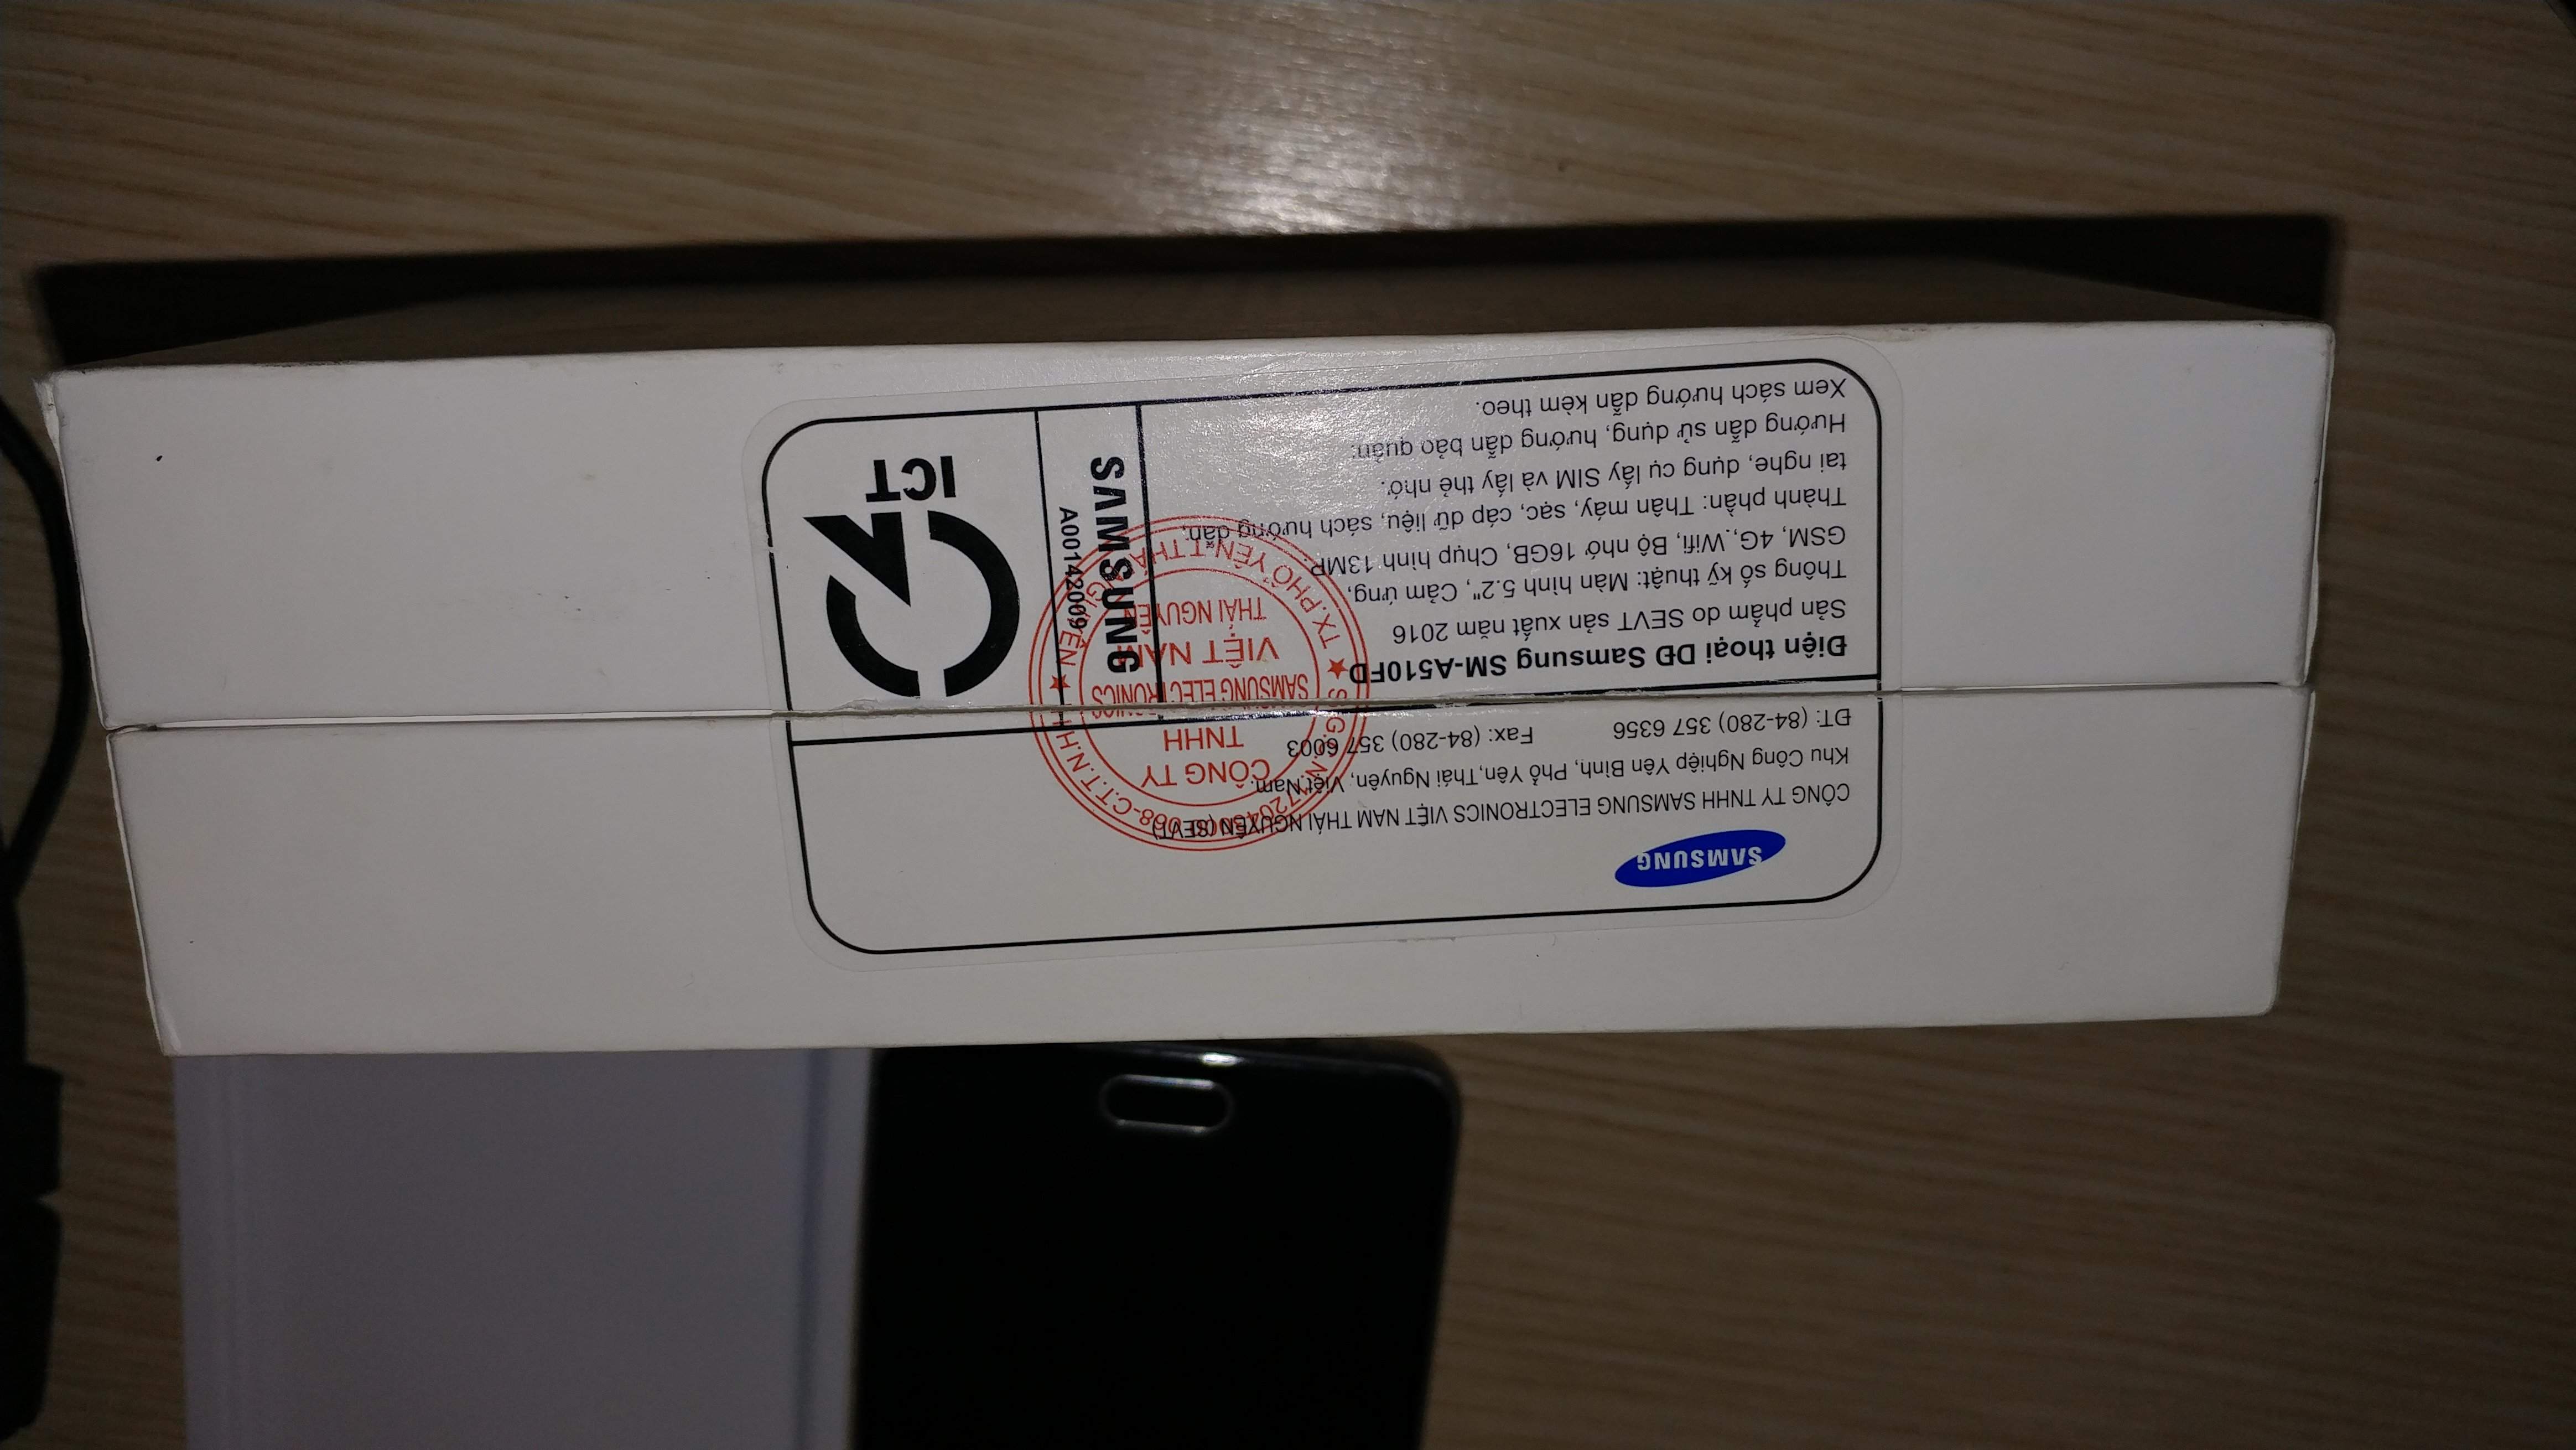 SAMSUNG
CÔNG TY TNHH SAMSUNG ELECTRONICS VIỆT NAM THÁI NGUYÊN (SEVT)
Khu Công Nghiệp Yên Bình, Phổ Yên,Thái Nguyên, Việt Nam.
ĐT: (84-280) 357 6356 Fax: (84-280) 357 6003
Điện thoại DĐ Samsung SM-A510FD
Sản phẩm do SEVT sản xuất năm 2016
Thông số kỹ thuật: Màn hình 5.2", Cảm ứng,
GSM, 4G, Wifi, Bộ nhớ 16GB, Chụp hình 13MP
Thành phần: Thân máy, sạc, cáp dữ liệu, sách hướng dẫn,
tai nghe, dụng cụ lấy SIM và lấy thẻ nhớ.
Hướng dẫn sử dụng, hướng dẫn bảo quản:
Xem sách hướng dẫn kèm theo.
SAMSUNG
A001422009
ICT
CÔNG TY
TNHH
SAMSUNG ELECTRONICS
VIỆT NAM
THÁI NGUYÊN
TX.PHỔ YÊN-T.THÁI NGUYÊN